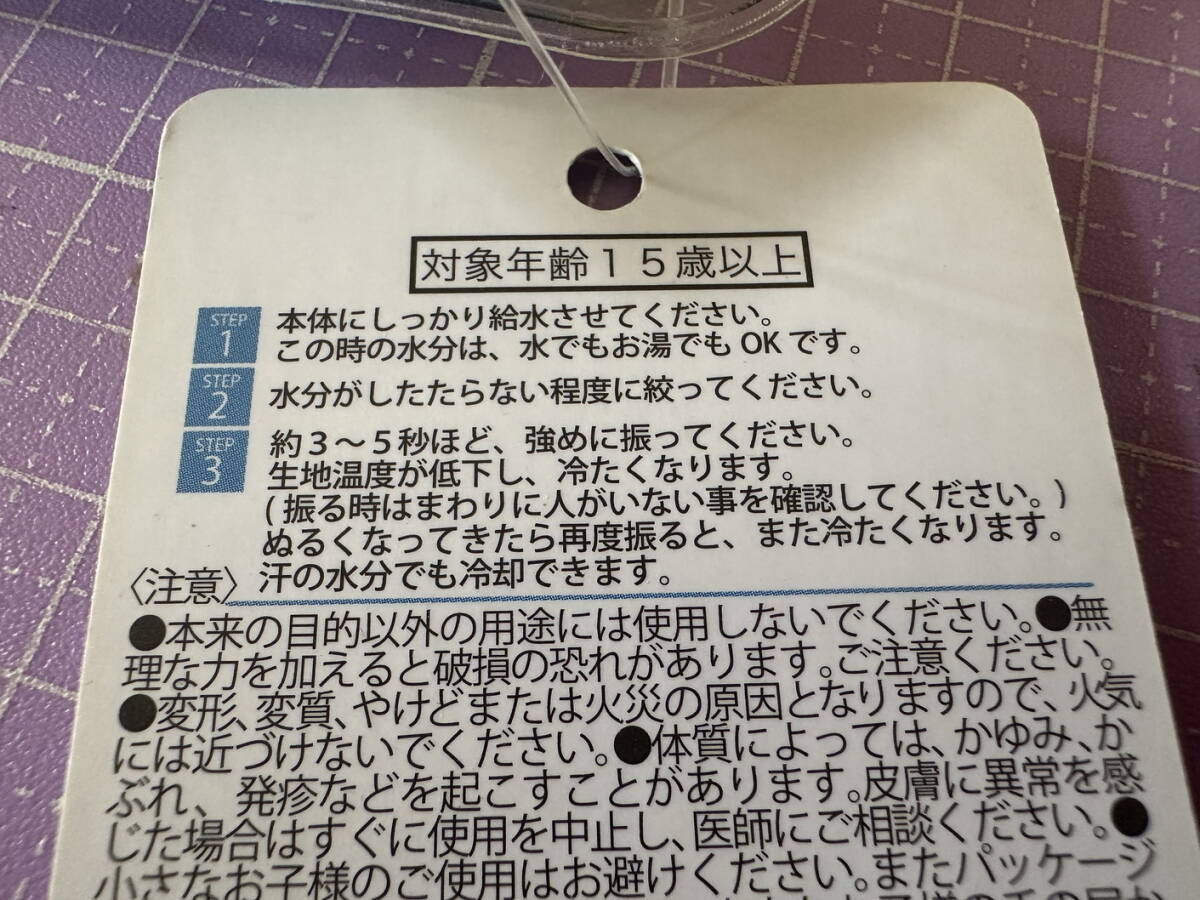 対象年齢15歳以上
STEP 1
本体にしっかり給水させてください。
この時の水分は、水でもお湯でもOKです。
STEP 2
水分がしたたらない程度に絞ってください。
STEP 3
約3〜5秒ほど、強めに振ってください。
生地温度が低下し、冷たくなります。
(振る時はまわりに人がいない事を確認してください。)
ぬるくなってきたら再度振ると、また冷たくなります。
汗の水分でも冷却できます。
〈注意〉
●本来の目的以外の用途には使用しないでください。●無
理な力を加えると破損の恐れがあります。ご注意ください。
●変形、変質、やけどまたは火災の原因となりますので、火気
には近づけないでください。●体質によっては、かゆみ、か
ぶれ、発疹などを起こすことがあります。皮膚に異常を感
じた場合はすぐに使用を中止し、医師にご相談ください。●
小さなお子様のご使用はお避けください。またパッケージ